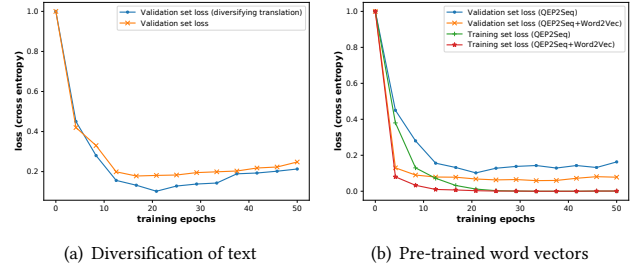 Validation set loss (diversifying translation)
Validation set loss
loss (cross entropy)
1.0
0.8
0.6
0.4
0.2
0 10 20 30 40 50
training epochs
(a) Diversification of text
Validation set loss (QEP2Seq)
Validation set loss (QEP2Seq+Word2Vec)
Training set loss (QEP2Seq)
Training set loss (QEP2Seq+Word2Vec)
loss (cross entropy)
1.0
0.8
0.6
0.4
0.2
0.0
0 10 20 30 40 50
training epochs
(b) Pre-trained word vectors